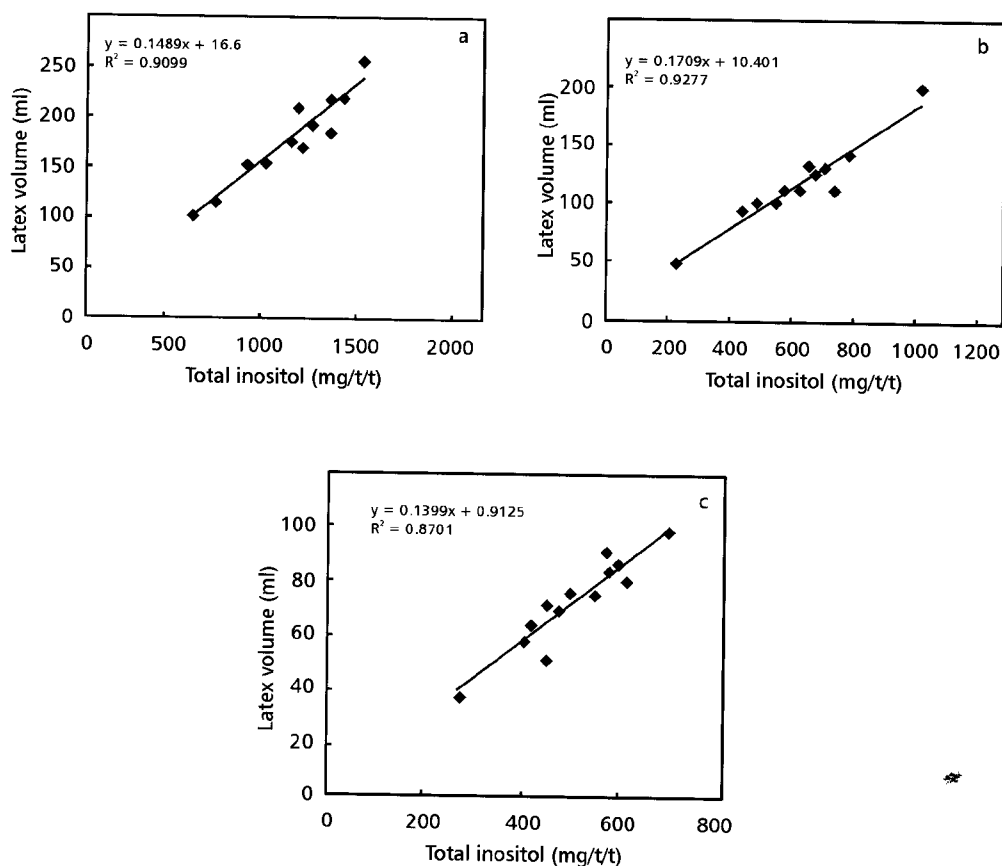 a
y = 0.1489x + 16.6
R² = 0.9099
250
200
150
100
50
0
Latex volume (ml)
0 500 1000 1500 2000
Total inositol (mg/t/t)
b
y = 0.1709x + 10.401
R² = 0.9277
200
150
100
50
0
Latex volume (ml)
0 200 400 600 800 1000 1200
Total inositol (mg/t/t)
c
y = 0.1399x + 0.9125
R² = 0.8701
100
80
60
40
20
0
Latex volume (ml)
0 200 400 600 800
Total inositol (mg/t/t)